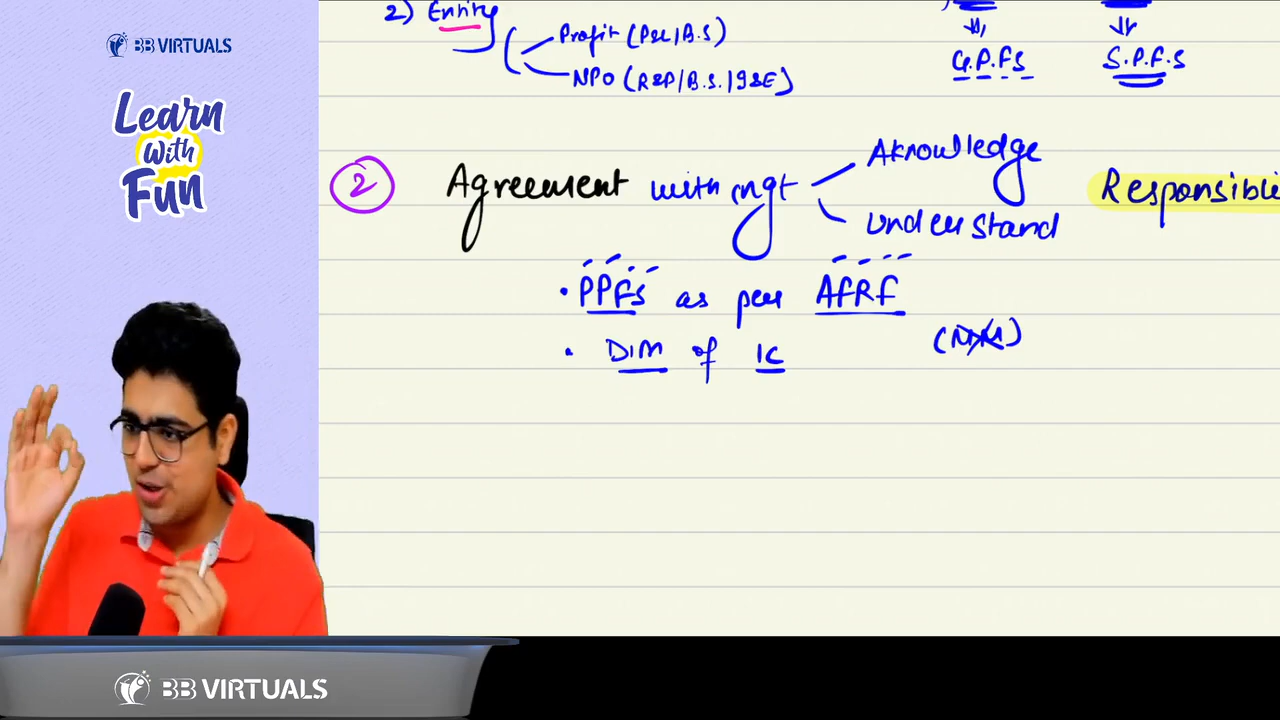 BB VIRTUALS
Learn
With
Fun
2) Entity
Profit (P&L/B.S)
NPO (R&P/B.S./I&E)
G.P.F.S
S.P.F.S
2
Agreement with mgt
Aknowledge
Understand
Responsible
• PPFS as per AFRF
• DIM of IC
BB VIRTUALS